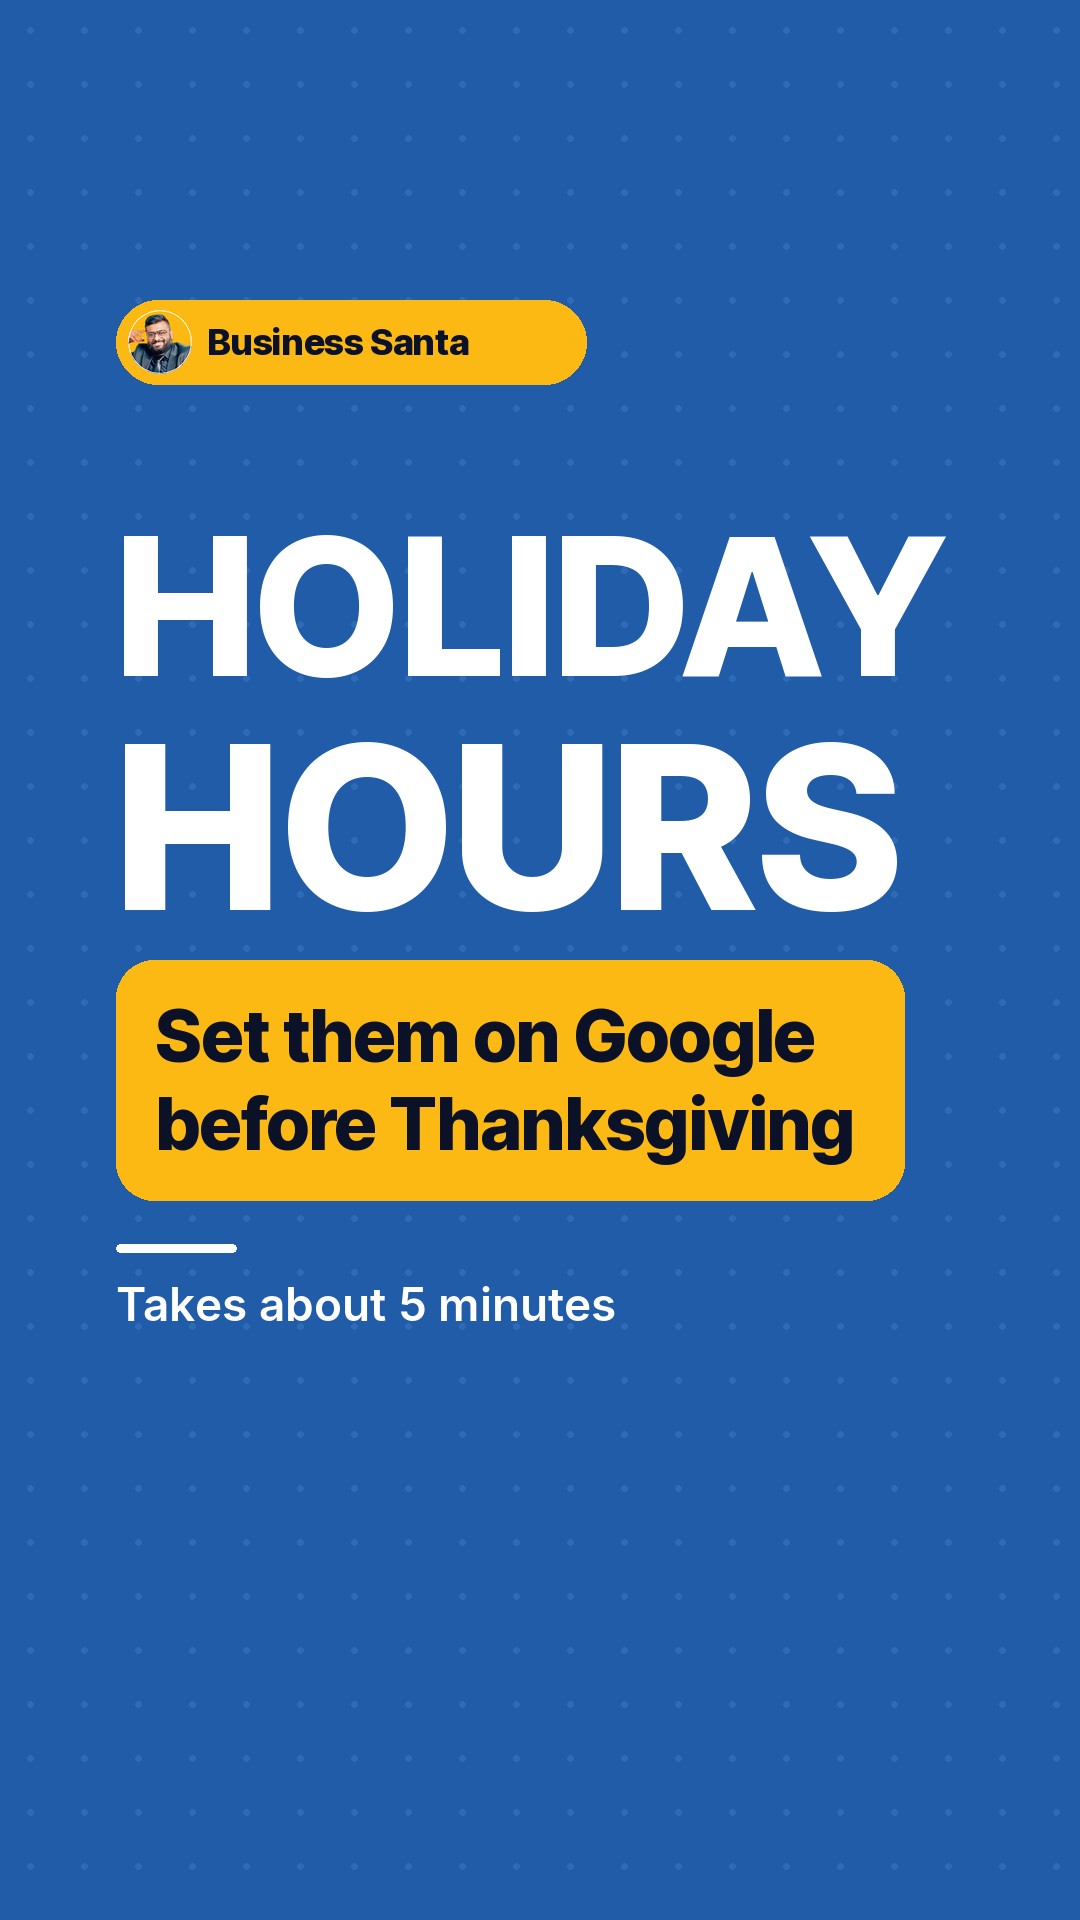 Business Santa
HOLIDAY
HOURS
Set them on Google
before Thanksgiving
Takes about 5 minutes